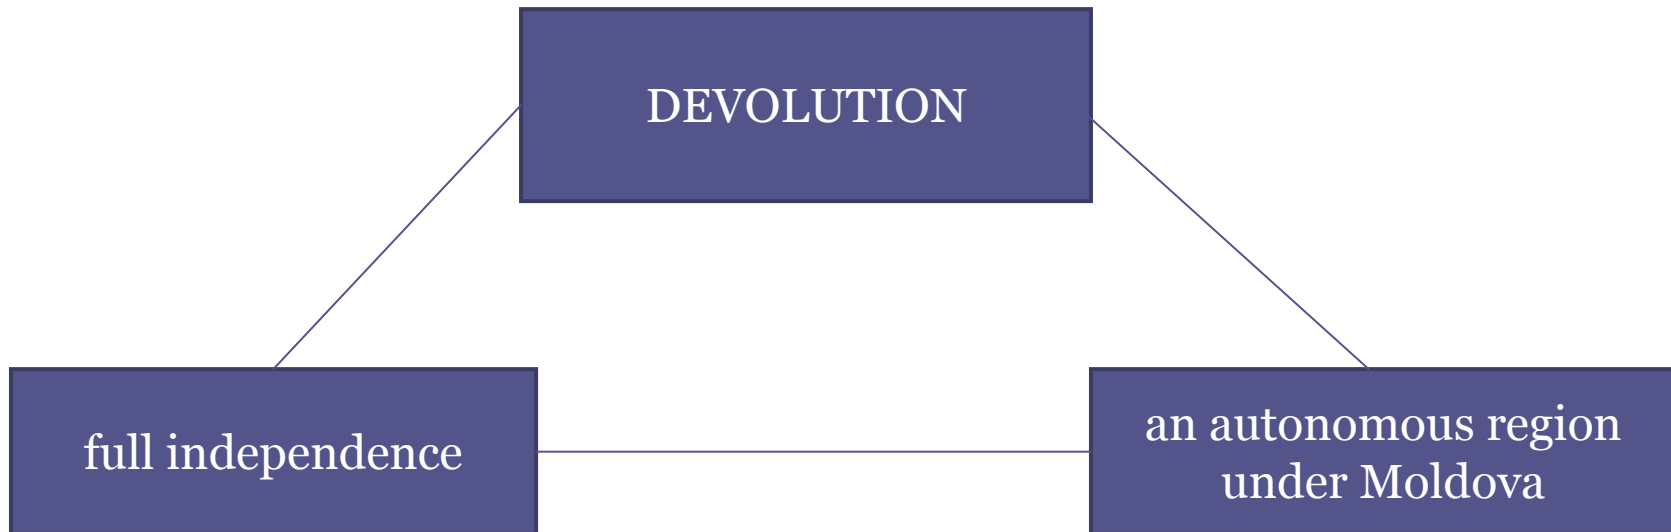 DEVOLUTION
full independence
an autonomous region
under Moldova